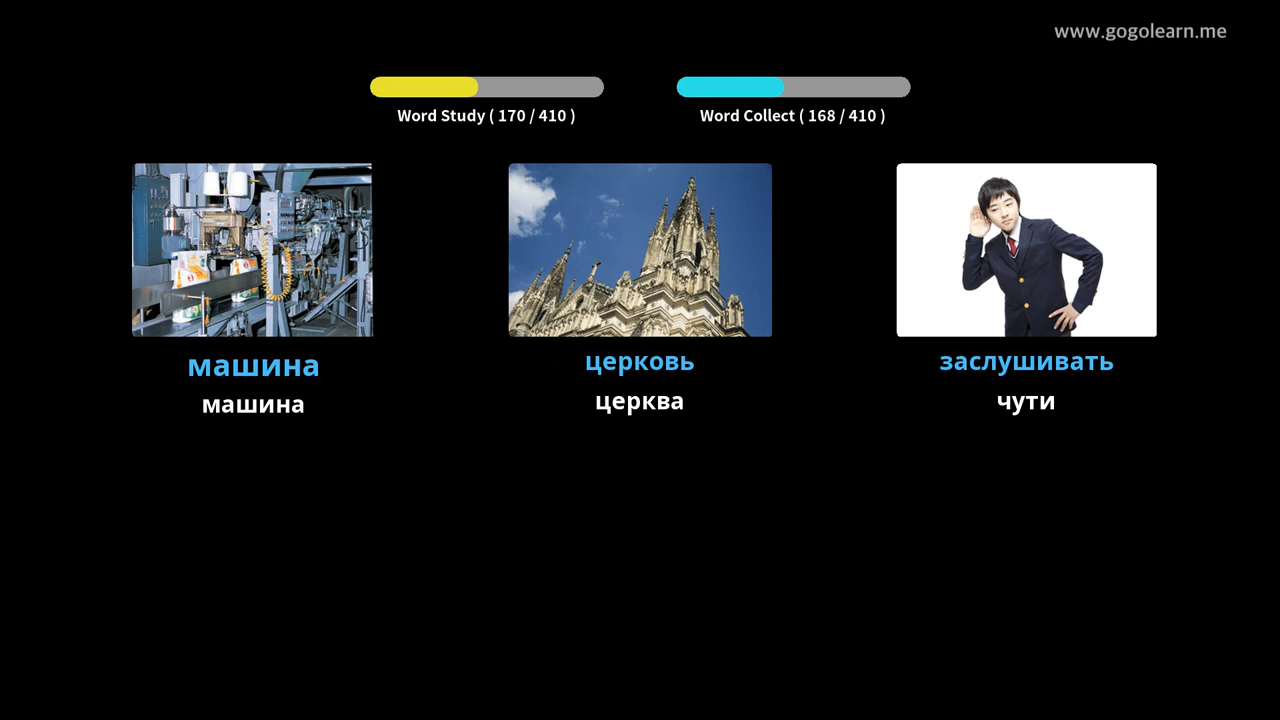 www.gogolearn.me
Word Study ( 170 / 410 )
Word Collect ( 168 / 410 )
машина
машина
церковь
церква
заслушивать
чути